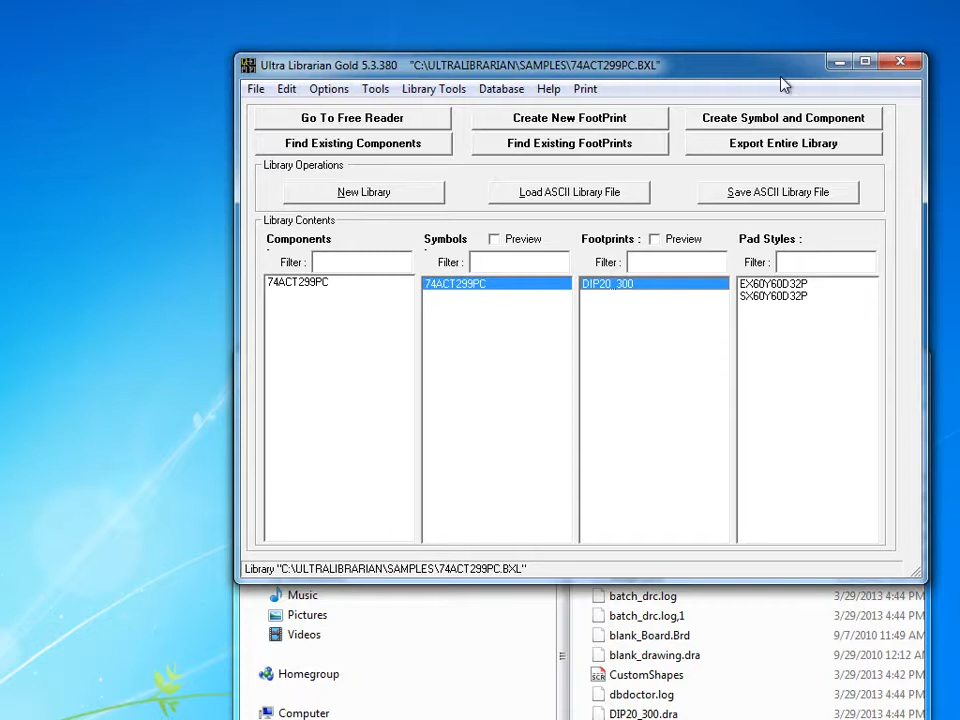 Ultra Librarian Gold 5.3.380 "C:\ULTRALIBRARIAN\SAMPLES\74ACT299PC.BXL"
File Edit Options Tools Library Tools Database Help Print
Go To Free Reader Create New FootPrint Create Symbol and Component
Find Existing Components Find Existing FootPrints Export Entire Library
Library Operations
New Library Load ASCII Library File Save ASCII Library File
Library Contents
Components Symbols Preview Footprints : Preview Pad Styles :
Filter : Filter : Filter : Filter :
74ACT299PC 74ACT299PC DIP20_300 EX60Y60D32P
SX60Y60D32P
Library "C:\ULTRALIBRARIAN\SAMPLES\74ACT299PC.BXL"
Music batch_drc.log 3/29/2013 4:44 PM
Pictures batch_drc.log,1 3/29/2013 4:44 PM
Videos blank_Board.Brd 9/7/2010 11:49 AM
blank_drawing.dra 9/29/2010 12:12 AM
Homegroup CustomShapes 3/29/2013 4:42 PM
dbdoctor.log 3/29/2013 4:44 PM
Computer DIP20_300.dra 3/29/2013 4:44 PM